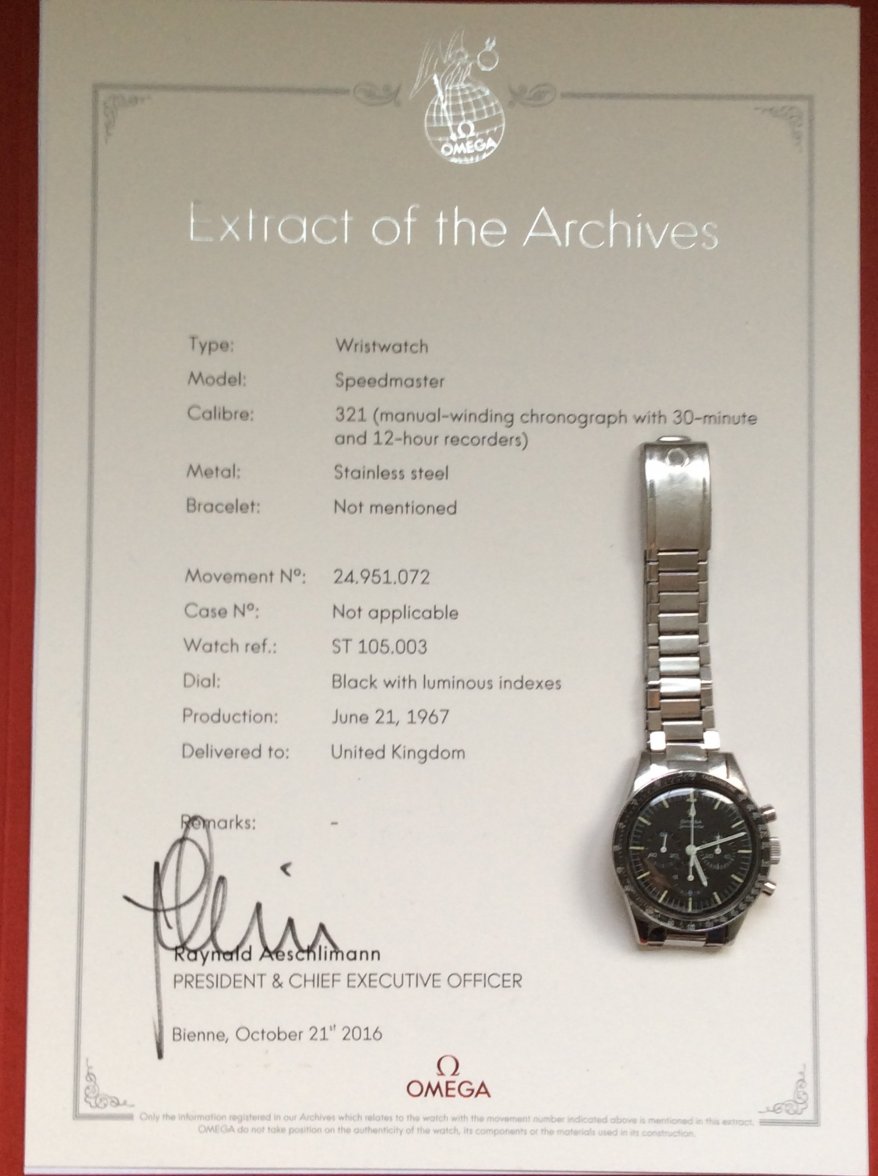 Ω
OMEGA
Extract of the Archives
Type: Wristwatch
Model: Speedmaster
Calibre: 321 (manual-winding chronograph with 30-minute
and 12-hour recorders)
Metal: Stainless steel
Bracelet: Not mentioned
Movement Nº: 24.951.072
Case Nº: Not applicable
Watch ref.: ST 105.003
Dial: Black with luminous indexes
Production: June 21, 1967
Delivered to: United Kingdom
Remarks: -
Raynald Aeschlimann
PRESIDENT & CHIEF EXECUTIVE OFFICER
Bienne, October 21st 2016
Ω
OMEGA
Only the information registered in our Archives which relates to the watch with the movement number indicated above is mentioned in this extract.
OMEGA do not take position on the authenticity of the watch, its components or the materials used in its construction.